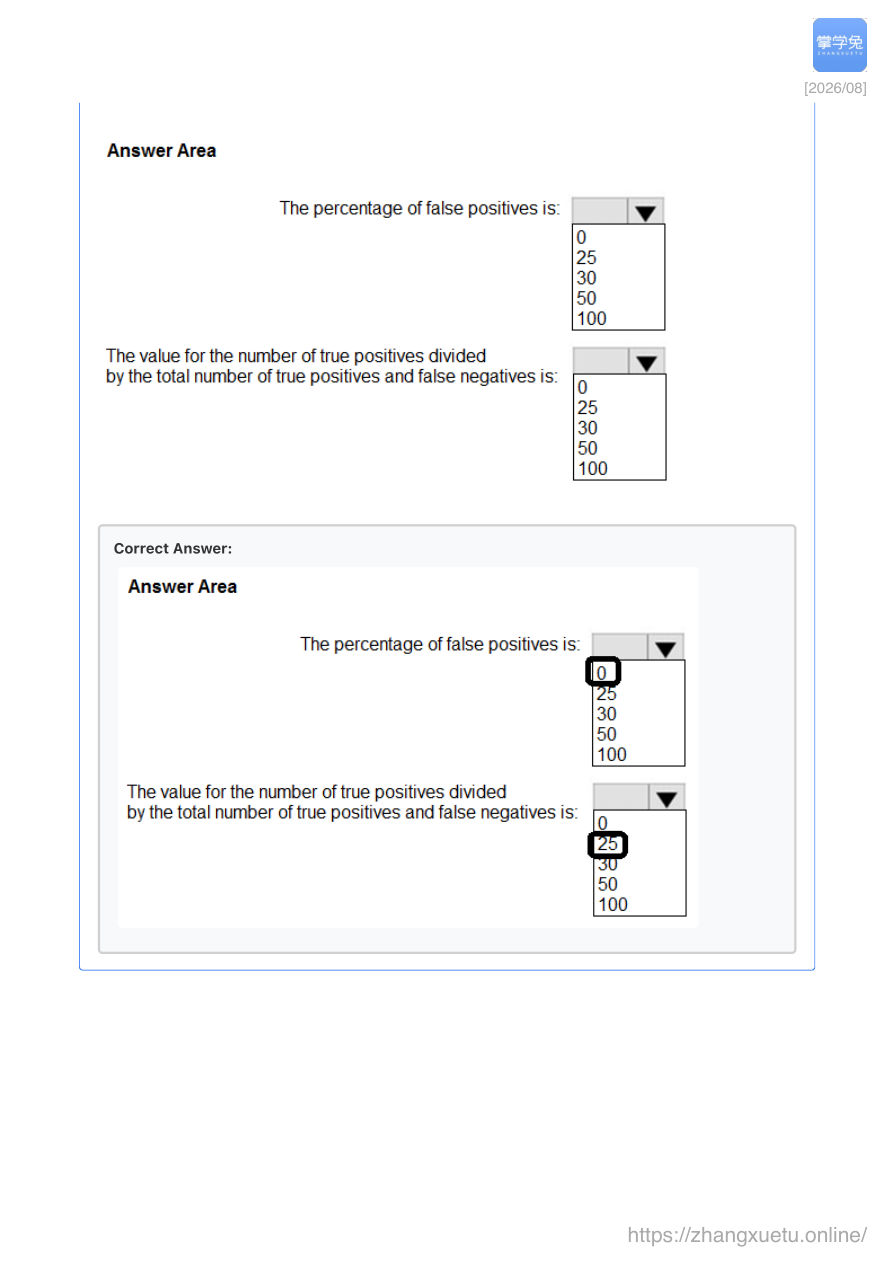 掌学兔
ZHANGXUETU
[2026/08]
Answer Area
The percentage of false positives is:
0
25
30
50
100
The value for the number of true positives divided
by the total number of true positives and false negatives is:
0
25
30
50
100
Correct Answer:
Answer Area
The percentage of false positives is:
0
25
30
50
100
The value for the number of true positives divided
by the total number of true positives and false negatives is:
0
25
30
50
100
https://zhangxuetu.online/